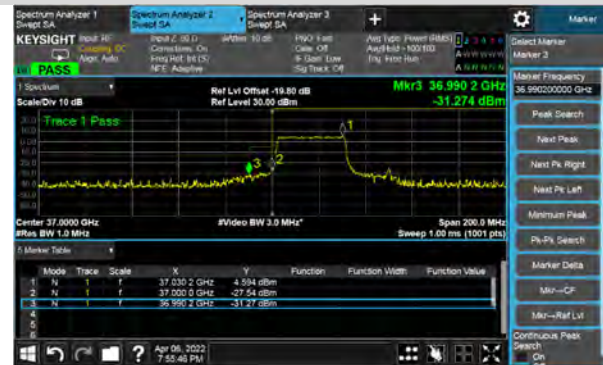 Spectrum Analyzer 1
Swept SA
Spectrum Analyzer 2
Swept SA
Spectrum Analyzer 3
Swept SA
+
Marker
KEYSIGHT Input: RF
Coupling: DC
Align: Auto
Input Z: 50 Ω
Corrections: On
Freq Ref: Int (S)
NFE: Adaptive
#Atten: 10 dB
PNO: Fast
Gate: Off
IF Gain: Low
Sig Track: Off
Avg Type: Power (RMS)
Avg|Hold: >100/100
Trig: Free Run
PASS
Select Marker
Marker 3
Marker Frequency
36.990200000 GHz
1 Spectrum
Scale/Div 10 dB
Ref Lvl Offset -19.80 dB
Ref Level 30.00 dBm
Mkr3 36.990 2 GHz
-31.274 dBm
Trace 1 Pass
1
2
3
Center 37.0000 GHz
#Res BW 1.0 MHz
#Video BW 3.0 MHz*
Span 200.0 MHz
Sweep 1.00 ms (1001 pts)
5 Marker Table
Mode Trace Scale X Y Function Function Width Function Value
1 N 1 f 37.030 2 GHz 4.594 dBm
2 N 1 f 37.000 0 GHz -27.54 dBm
3 N 1 f 36.990 2 GHz -31.27 dBm
4
5
6
Peak Search
Next Peak
Next Pk Right
Next Pk Left
Minimum Peak
Pk-Pk Search
Marker Delta
Mkr→CF
Mkr→Ref Lvl
Continuous Peak
Search
On
Off
?
Apr 06, 2022
7:55:46 PM